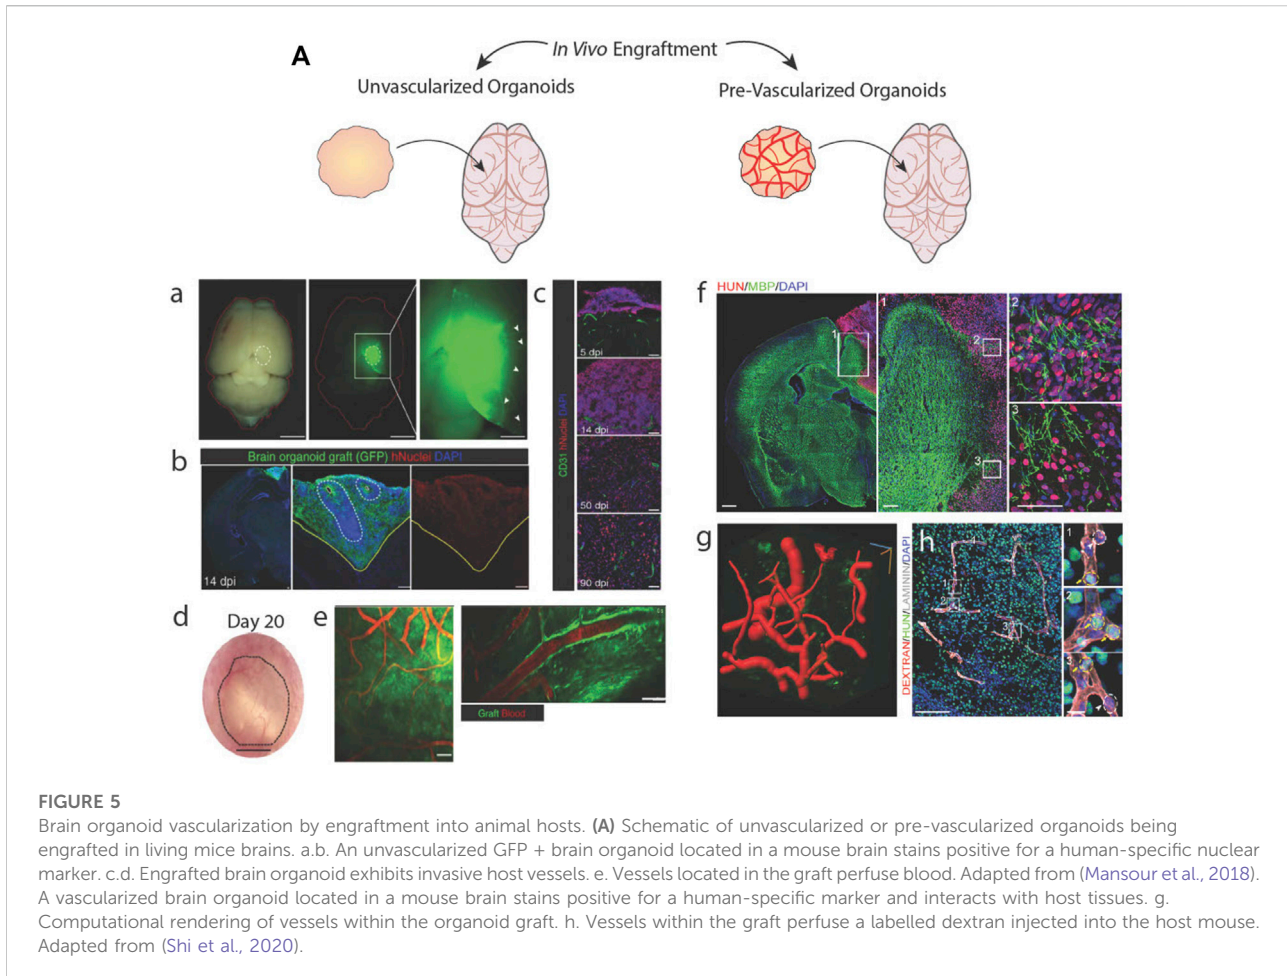 A
In Vivo Engraftment
Unvascularized Organoids
Pre-Vascularized Organoids
a
b
Brain organoid graft (GFP) hNuclei DAPI
14 dpi
c
CD31 hNuclei DAPI
5 dpi
14 dpi
50 dpi
90 dpi
d
Day 20
e
Graft Blood
f
HUN/MBP/DAPI
1
1
2
3
2
3
g
h
DEXTRAN/HUN/LAMININ/DAPI
1
2
3
1
FIGURE 5
Brain organoid vascularization by engraftment into animal hosts. (A) Schematic of unvascularized or pre-vascularized organoids being
engrafted in living mice brains. a.b. An unvascularized GFP + brain organoid located in a mouse brain stains positive for a human-specific nuclear
marker. c.d. Engrafted brain organoid exhibits invasive host vessels. e. Vessels located in the graft perfuse blood. Adapted from (Mansour et al., 2018).
A vascularized brain organoid located in a mouse brain stains positive for a human-specific marker and interacts with host tissues. g.
Computational rendering of vessels within the organoid graft. h. Vessels within the graft perfuse a labelled dextran injected into the host mouse.
Adapted from (Shi et al., 2020).